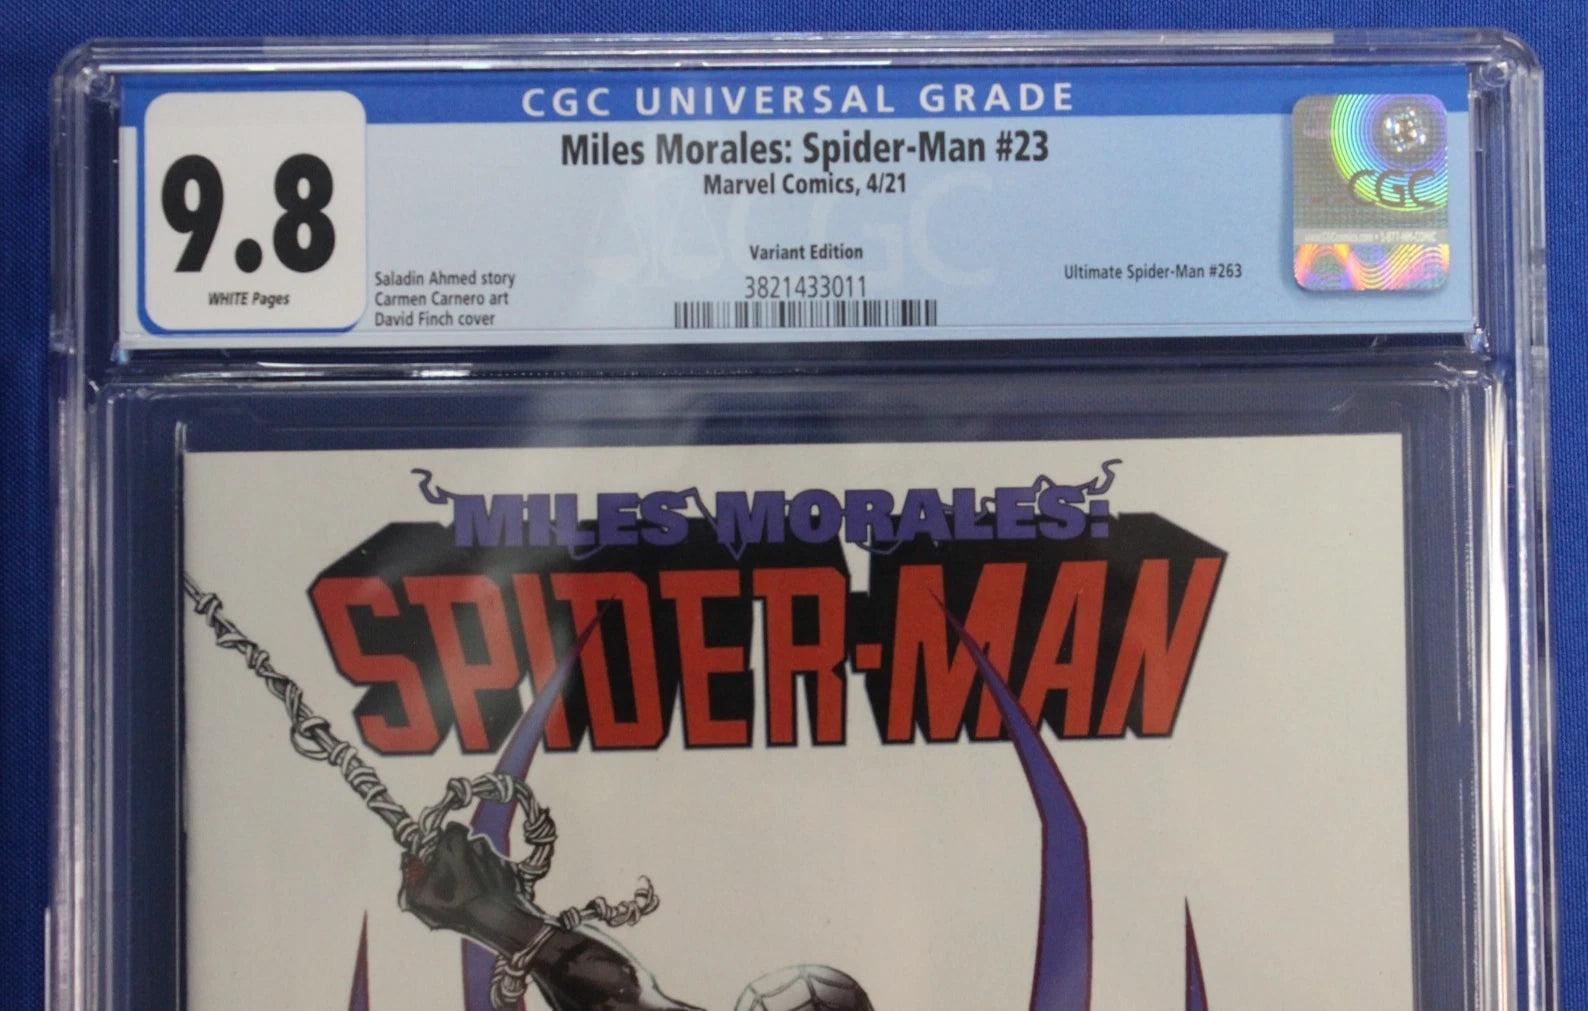 CGC UNIVERSAL GRADE
9.8
WHITE Pages
Miles Morales: Spider-Man #23
Marvel Comics, 4/21
Variant Edition
3821433011
Saladin Ahmed story
Carmen Carnero art
David Finch cover
Ultimate Spider-Man #263
CGC
CGC
MILES MORALES:
SPIDER-MAN